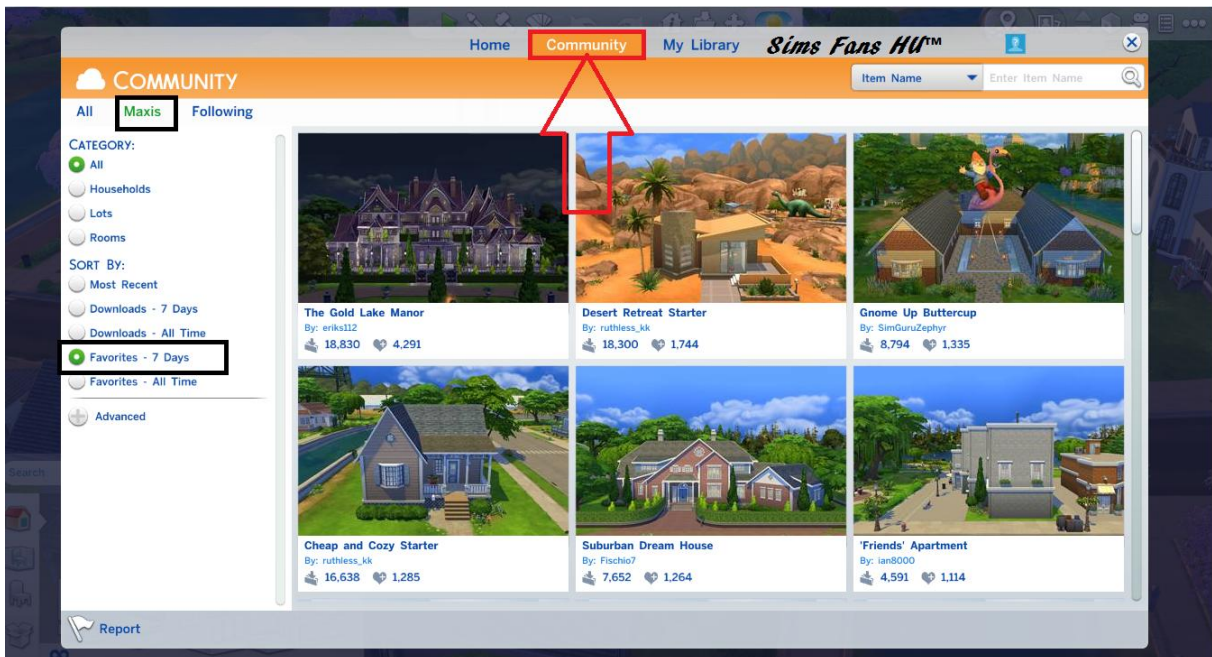 Home Community My Library Sims Fans HU™
COMMUNITY
Item Name Enter Item Name
All Maxis Following
CATEGORY:
All
Households
Lots
Rooms
SORT BY:
Most Recent
Downloads - 7 Days
Downloads - All Time
Favorites - 7 Days
Favorites - All Time
Advanced
The Gold Lake Manor
By: eriks112
18,830 4,291
Desert Retreat Starter
By: ruthless_kk
18,300 1,744
Gnome Up Buttercup
By: SimGuruZephyr
8,794 1,335
Cheap and Cozy Starter
By: ruthless_kk
16,638 1,285
Suburban Dream House
By: Fischio7
7,652 1,264
'Friends' Apartment
By: ian8000
4,591 1,114
Search
Report